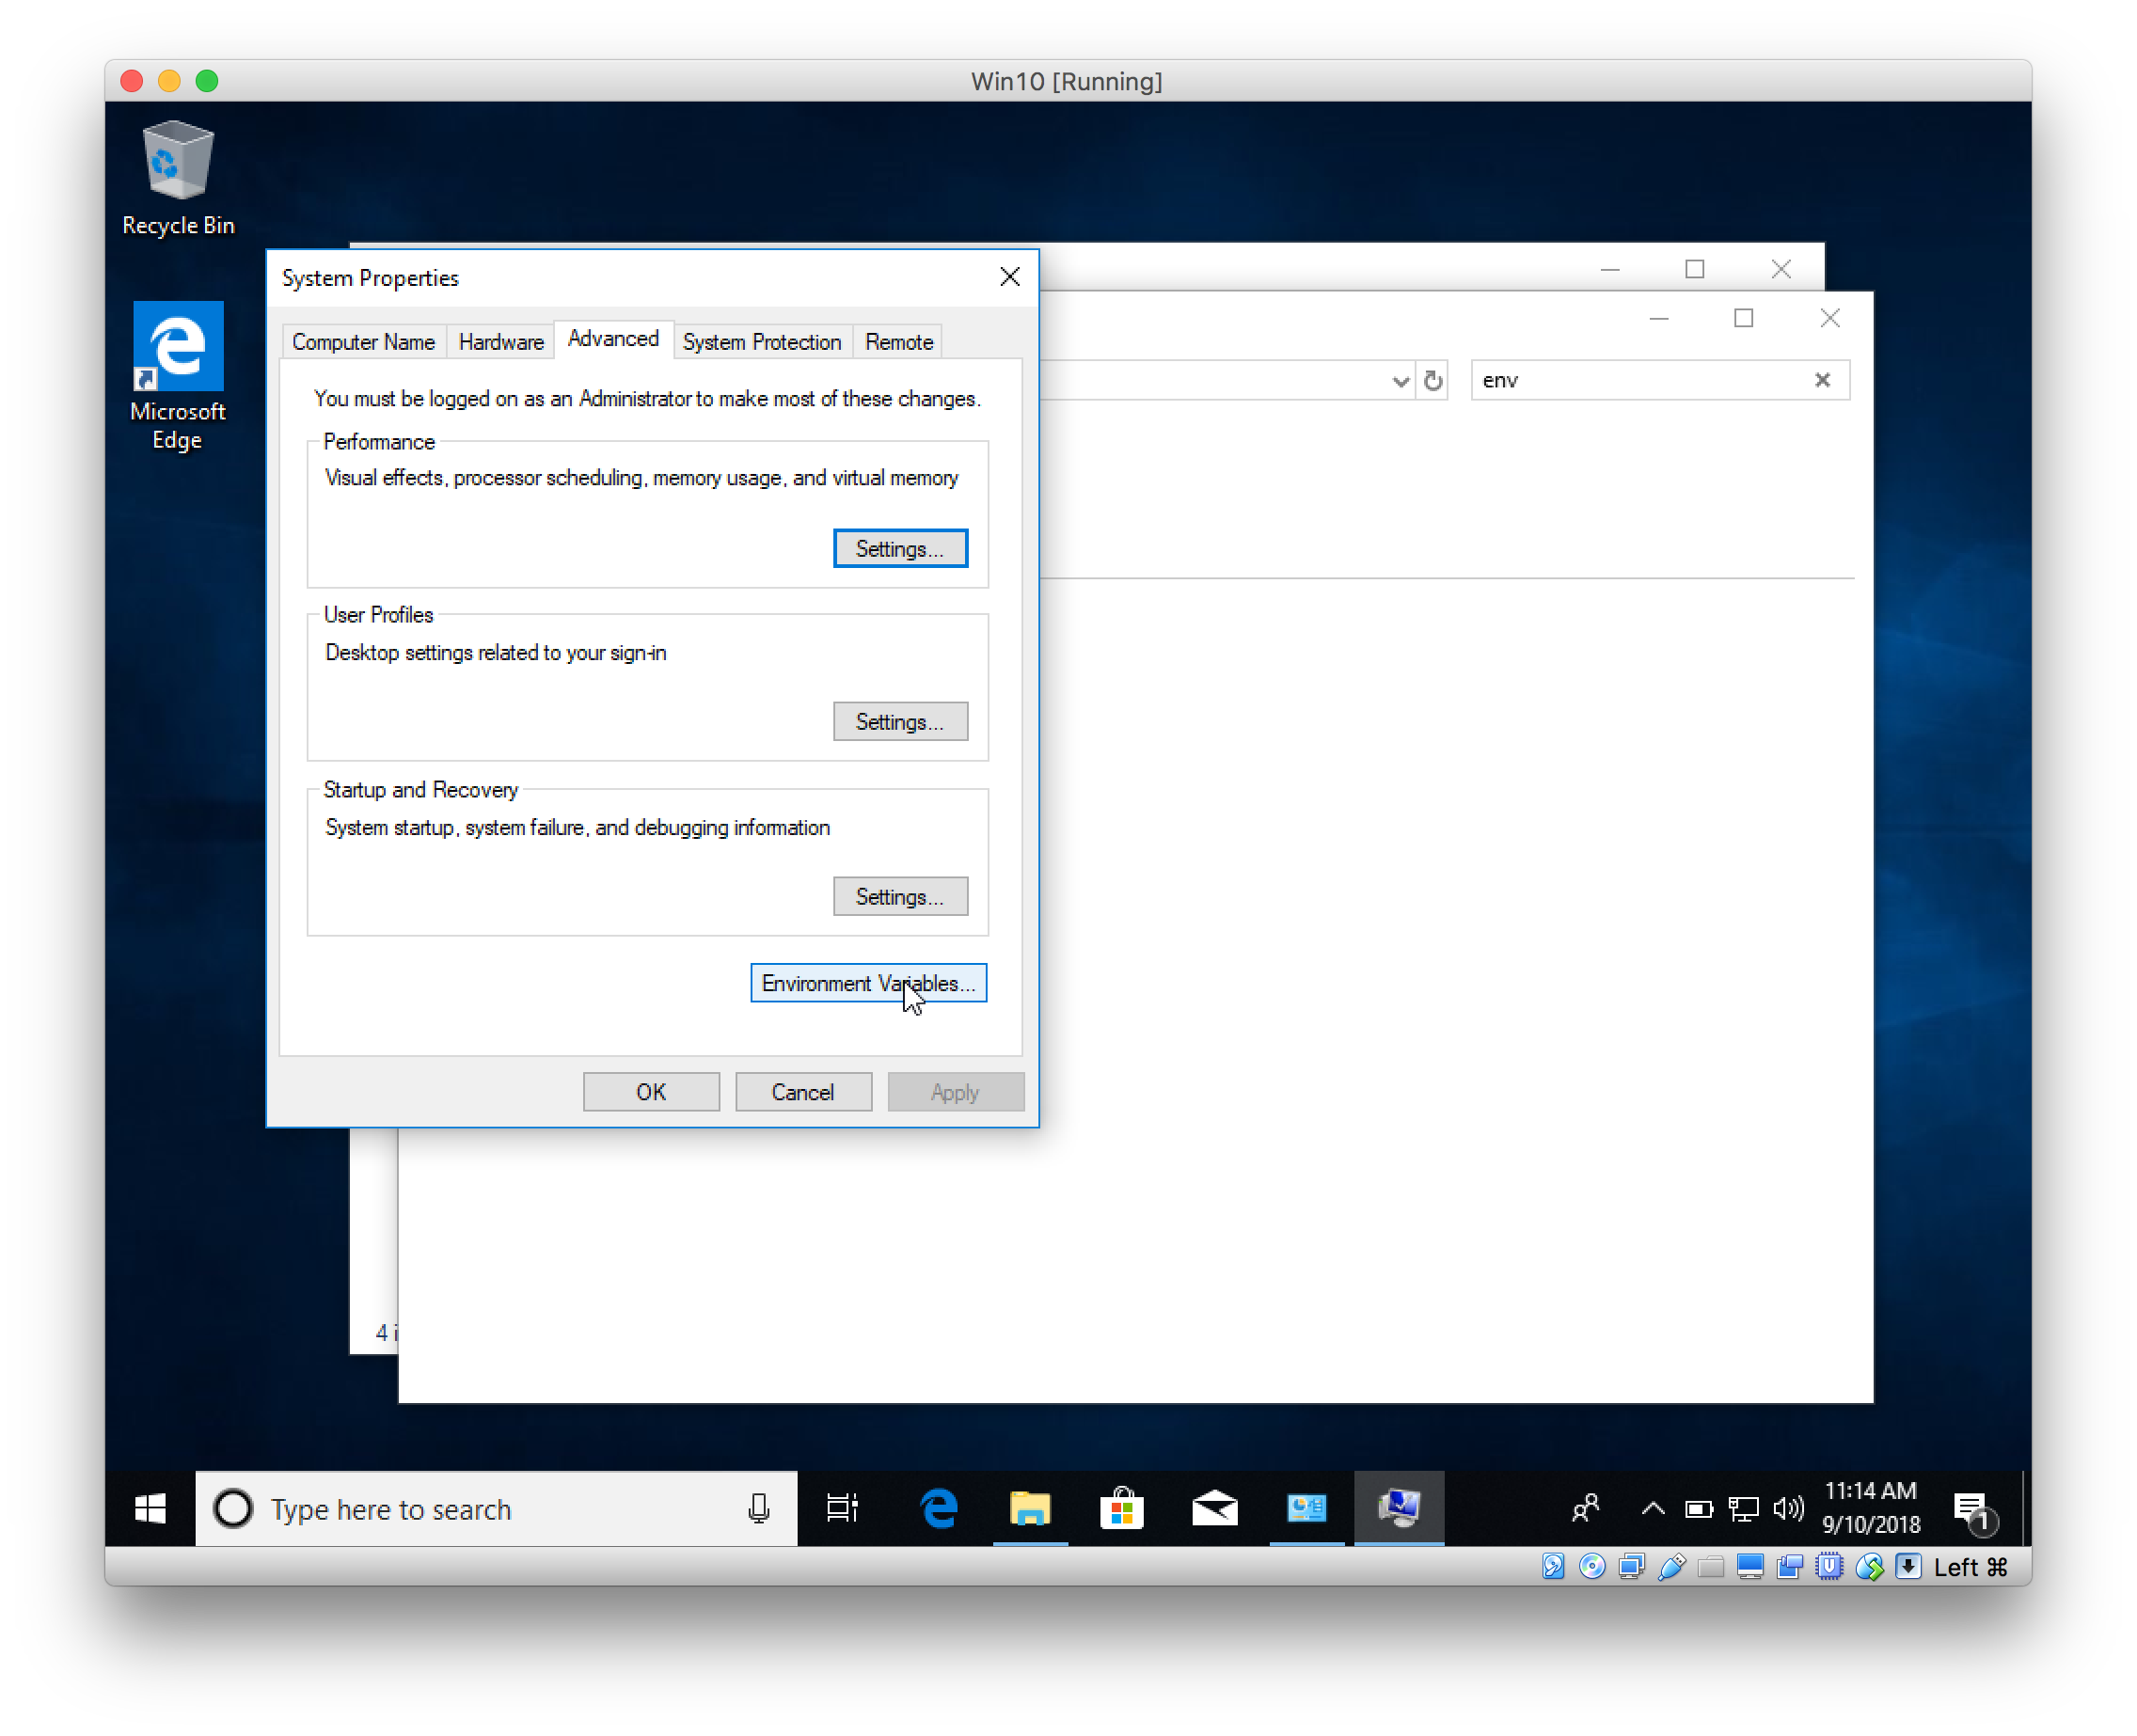 Win10 [Running]
Recycle Bin
Microsoft
Edge
System Properties
Computer Name
Hardware
Advanced
System Protection
Remote
You must be logged on as an Administrator to make most of these changes.
Performance
Visual effects, processor scheduling, memory usage, and virtual memory
Settings...
User Profiles
Desktop settings related to your sign-in
Settings...
Startup and Recovery
System startup, system failure, and debugging information
Settings...
Environment Variables...
OK
Cancel
Apply
env
4 i
Type here to search
11:14 AM
9/10/2018
1
Left ⌘